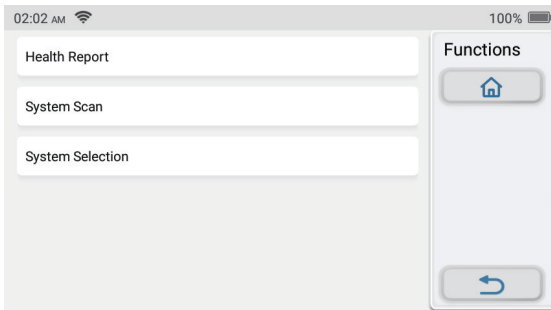 02:02 AM
100%
Health Report
System Scan
System Selection
Functions